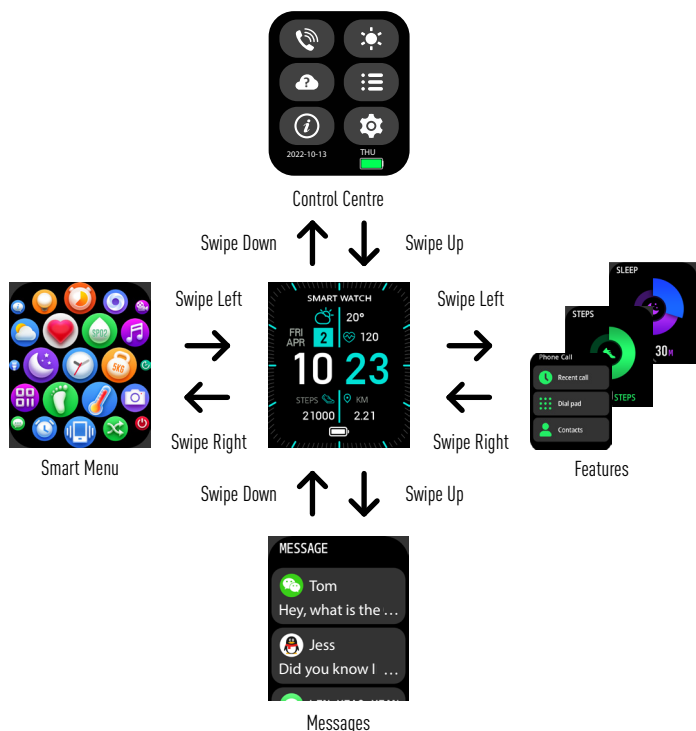 2022-10-13
THU
Control Centre
Swipe Down
Swipe Up
Swipe Left
Swipe Right
SPO2
5KG
Smart Menu
SMART WATCH
20°
FRI
APR
2
120
10 23
STEPS
KM
21000
2.21
Swipe Left
Swipe Right
SLEEP
30M
STEPS
STEPS
Phone Call
Recent call
Dial pad
Contacts
Features
Swipe Down
Swipe Up
MESSAGE
Tom
Hey, what is the ...
Jess
Did you know I ...
Messages